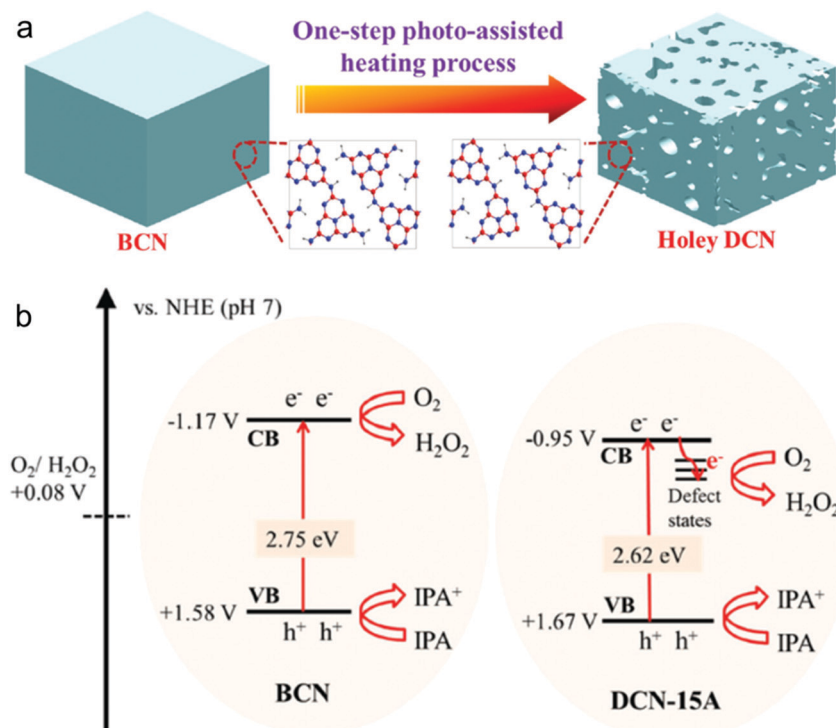 a
One-step photo-assisted
heating process
BCN
Holey DCN
b
vs. NHE (pH 7)
O₂/ H₂O₂
+0.08 V
-1.17 V
CB
e⁻ e⁻
O₂
H₂O₂
2.75 eV
+1.58 V
VB
h⁺ h⁺
IPA⁺
IPA
BCN
-0.95 V
CB
e⁻ e⁻
e⁻
Defect
states
O₂
H₂O₂
2.62 eV
+1.67 V
VB
h⁺ h⁺
IPA⁺
IPA
DCN-15A